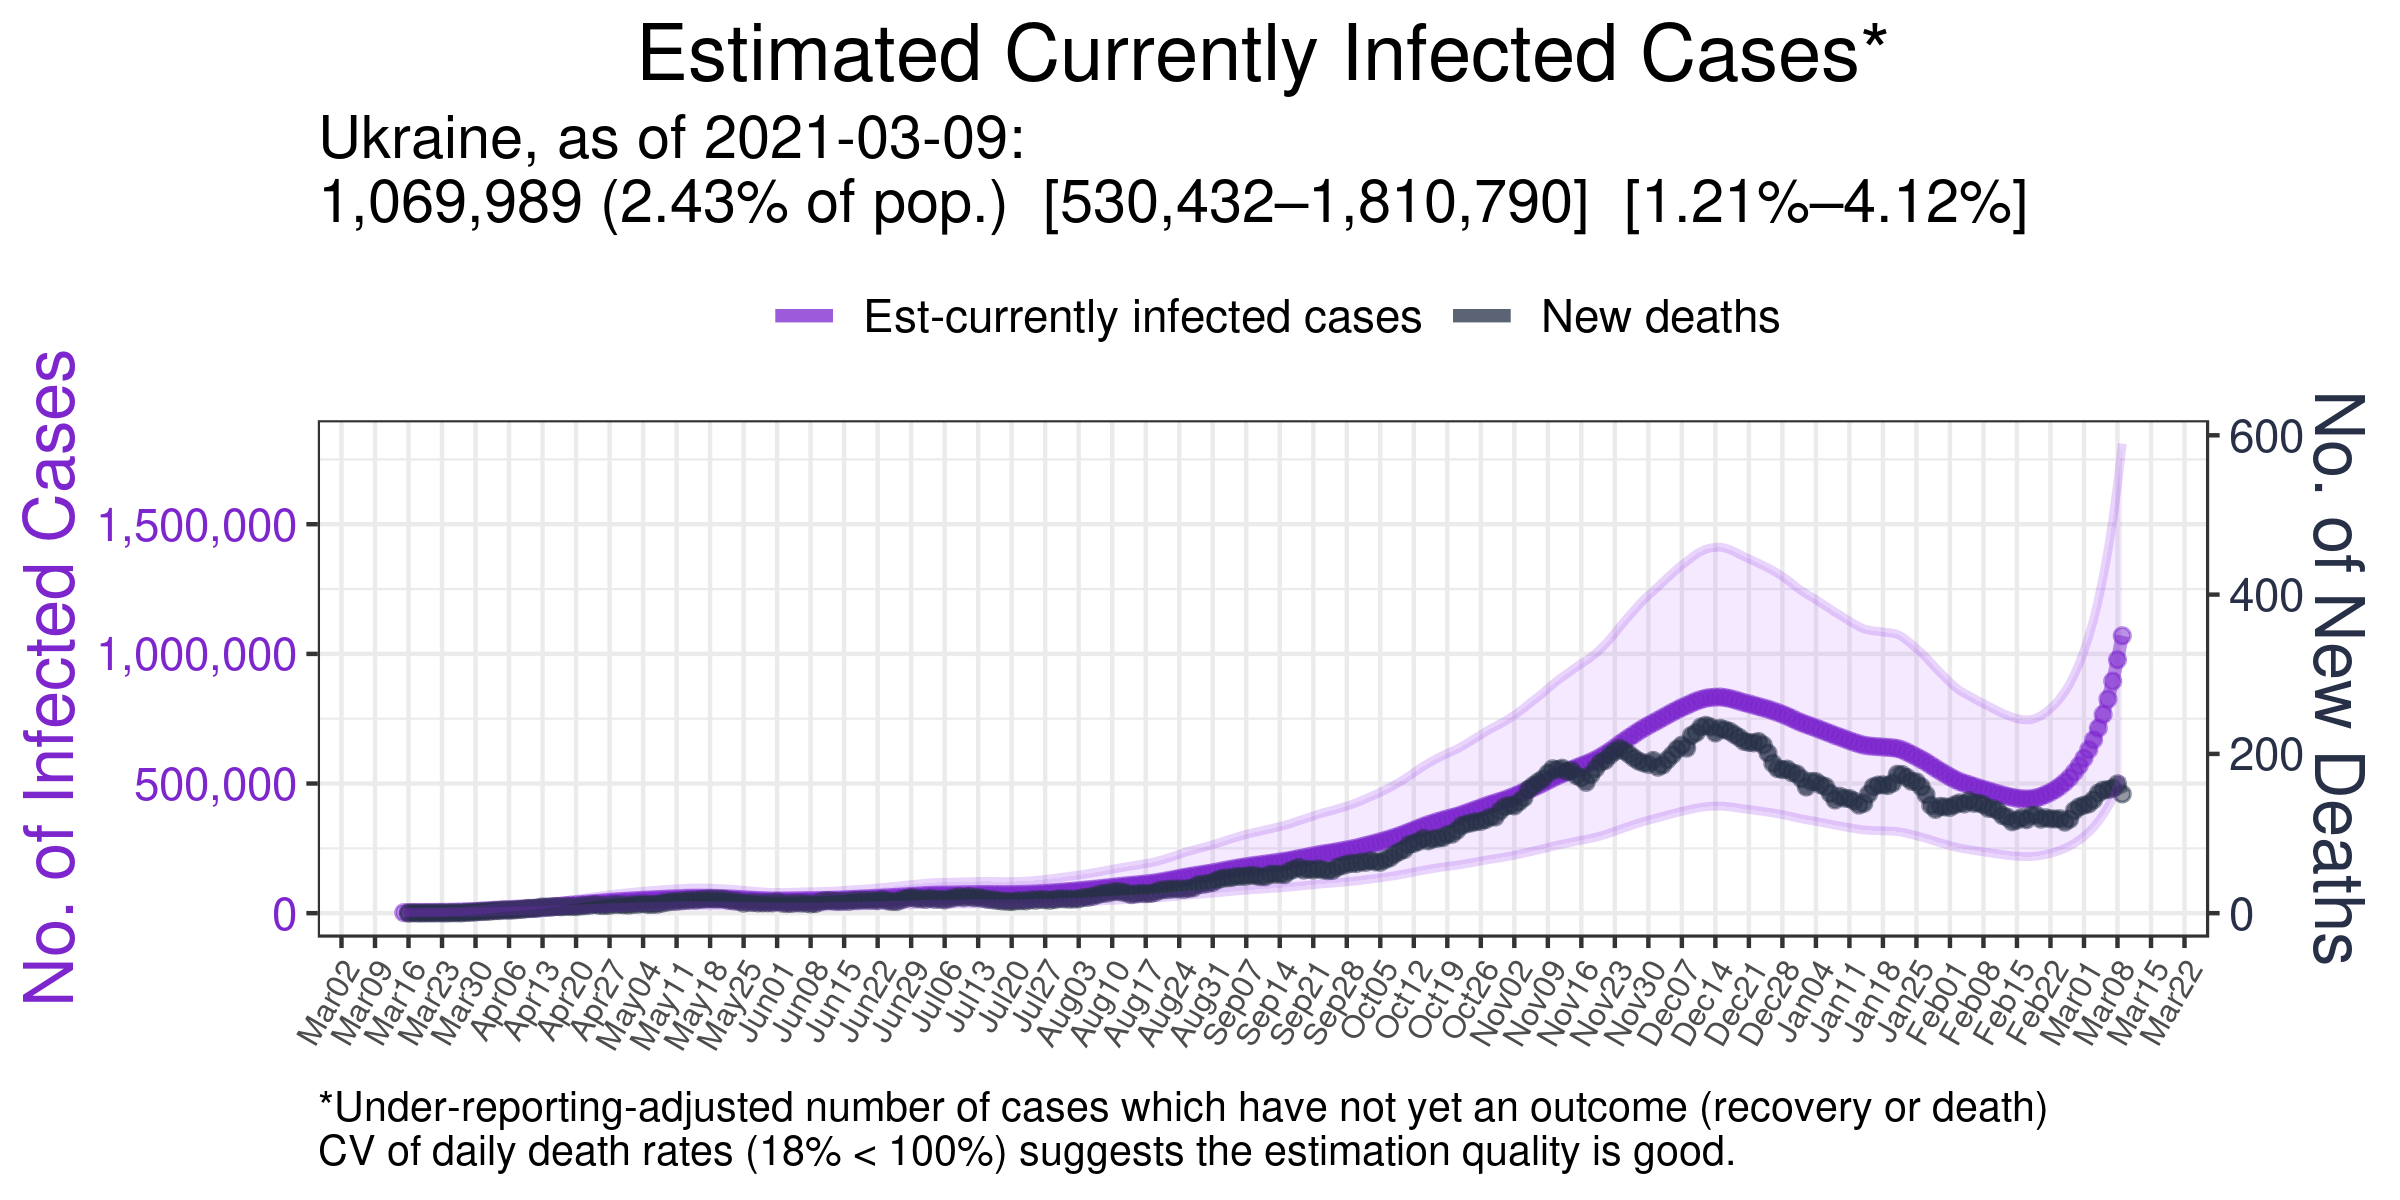 Estimated Currently Infected Cases*
Ukraine, as of 2021-03-09:
1,069,989 (2.43% of pop.) [530,432–1,810,790] [1.21%–4.12%]
Est-currently infected cases
New deaths
No. of Infected Cases
1,500,000
1,000,000
500,000
0
600
400
200
0
No. of New Deaths
Mar02
Mar09
Mar16
Mar23
Mar30
Apr06
Apr13
Apr20
Apr27
May04
May11
May18
May25
Jun01
Jun08
Jun15
Jun22
Jun29
Jul06
Jul13
Jul20
Jul27
Aug03
Aug10
Aug17
Aug24
Aug31
Sep07
Sep14
Sep21
Sep28
Oct05
Oct12
Oct19
Oct26
Nov02
Nov09
Nov16
Nov23
Nov30
Dec07
Dec14
Dec21
Dec28
Jan04
Jan11
Jan18
Jan25
Feb01
Feb08
Feb15
Feb22
Mar01
Mar08
Mar15
Mar22
*Under-reporting-adjusted number of cases which have not yet an outcome (recovery or death)
CV of daily death rates (18% < 100%) suggests the estimation quality is good.